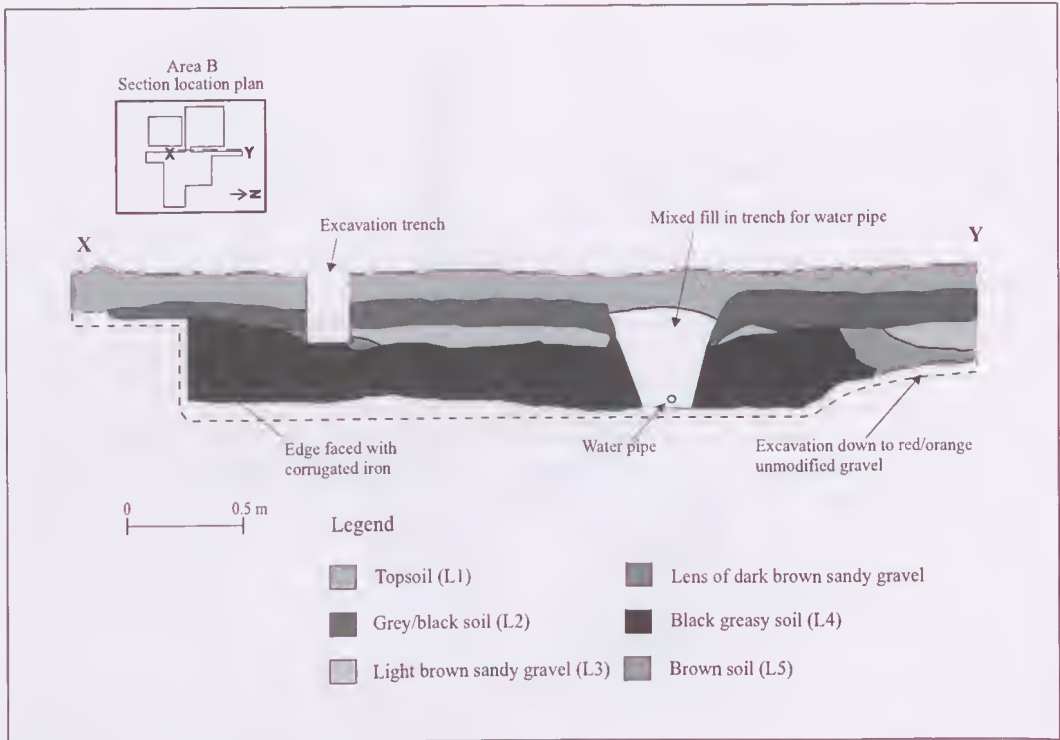 Area B
Section location plan
X
Y
N
X
Excavation trench
Mixed fill in trench for water pipe
Y
Edge faced with
corrugated iron
Water pipe
Excavation down to red/orange
unmodified gravel
0
0.5 m
Legend
Topsoil (L1)
Lens of dark brown sandy gravel
Grey/black soil (L2)
Black greasy soil (L4)
Light brown sandy gravel (L3)
Brown soil (L5)